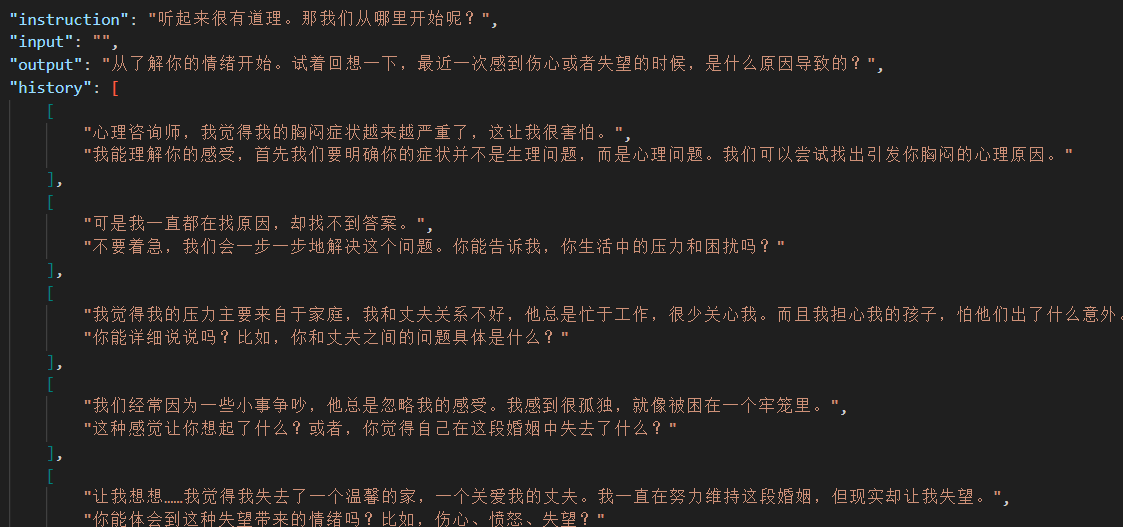 "instruction": "听起来很有道理。那我们从哪里开始呢？",
"input": "",
"output": "从了解你的情绪开始。试着回想一下，最近一次感到伤心或者失望的时候，是什么原因导致的？",
"history": [
[
"心理咨询师，我觉得我的胸闷症状越来越严重了，这让我很害怕。",
"我能理解你的感受，首先我们要明确你的症状并不是生理问题，而是心理问题。我们可以尝试找出引发你胸闷的心理原因。"
],
[
"可是我一直都在找原因，却找不到答案。",
"不要着急，我们会一步一步地解决这个问题。你能告诉我，你生活中的压力和困扰吗？"
],
[
"我觉得我的压力主要来自于家庭，我和丈夫关系不好，他总是忙于工作，很少关心我。而且我担心我的孩子，怕他们出了什么意外。
"你能详细说说吗？比如，你和丈夫之间的问题具体是什么？"
],
[
"我们经常因为一些小事争吵，他总是忽略我的感受。我感到很孤独，就像被困在一个牢笼里。",
"这种感觉让你想起了什么？或者，你觉得自己在这段婚姻中失去了什么？"
],
[
"让我想想……我觉得我失去了一个温馨的家，一个关爱我的丈夫。我一直在努力维持这段婚姻，但现实却让我失望。",
"你能体会到这种失望带来的情绪吗？比如，伤心、愤怒、失望？"